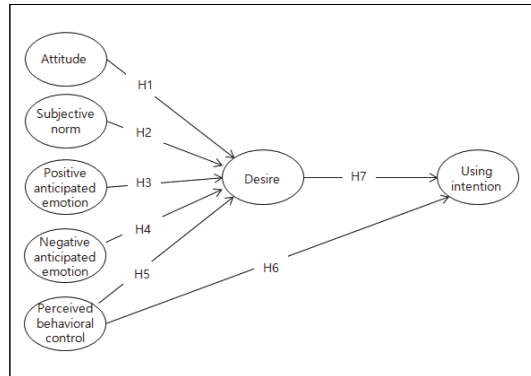 Attitude
H1
Subjective
norm
H2
Positive
anticipated
emotion
H3
Desire
H7
Using
intention
Negative
anticipated
emotion
H4
H5
H6
Perceived
behavioral
control